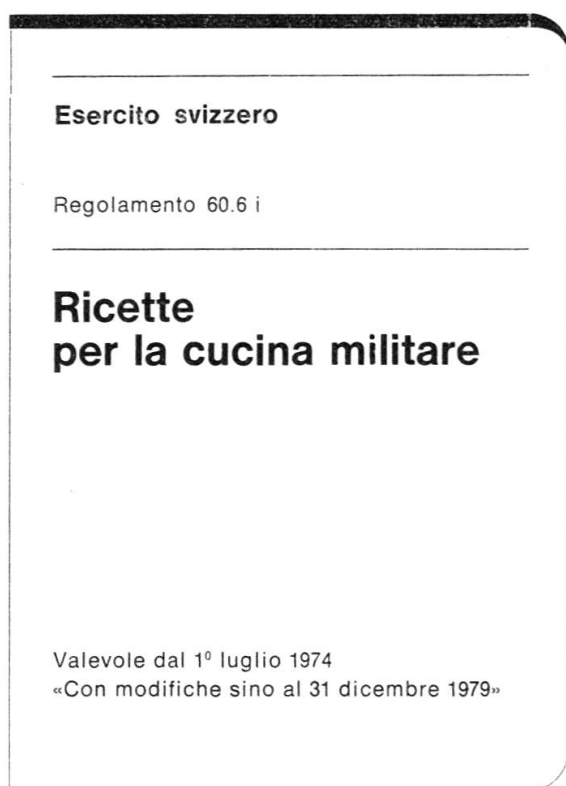 Esercito svizzero
Regolamento 60.6 i
Ricette
per la cucina militare
Valevole dal 1º luglio 1974
«Con modifiche sino al 31 dicembre 1979»